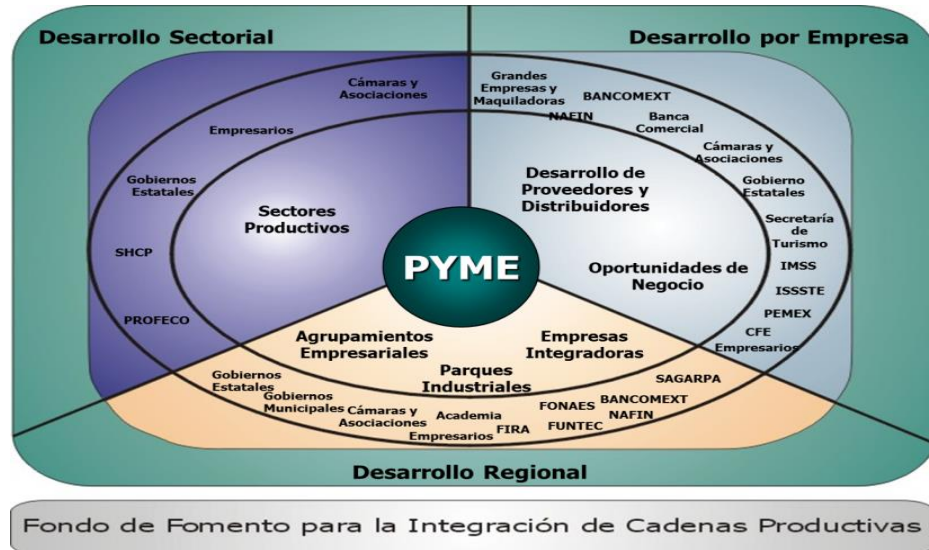 Desarrollo Sectorial
Desarrollo por Empresa
Cámaras y
Asociaciones
Empresarios
Gobiernos
Estatales
SHCP
PROFECO
Sectores
Productivos
Grandes
Empresas y
Maquiladoras
BANCOMEXT
NAFIN
Banca
Comercial
Cámaras y
Asociaciones
Gobierno
Estatales
Secretaría
de
Turismo
IMSS
ISSSTE
PEMEX
CFE
Empresarios
Desarrollo de
Proveedores y
Distribuidores
Oportunidades de
Negocio
PYME
Agrupamientos
Empresariales
Parques
Industriales
Empresas
Integradoras
Gobiernos
Estatales
Gobiernos
Municipales
Cámaras y
Asociaciones
Academia
Empresarios
FIRA
FONAES
FUNTEC
BANCOMEXT
NAFIN
SAGARPA
Desarrollo Regional
Fondo de Fomento para la Integración de Cadenas Productivas